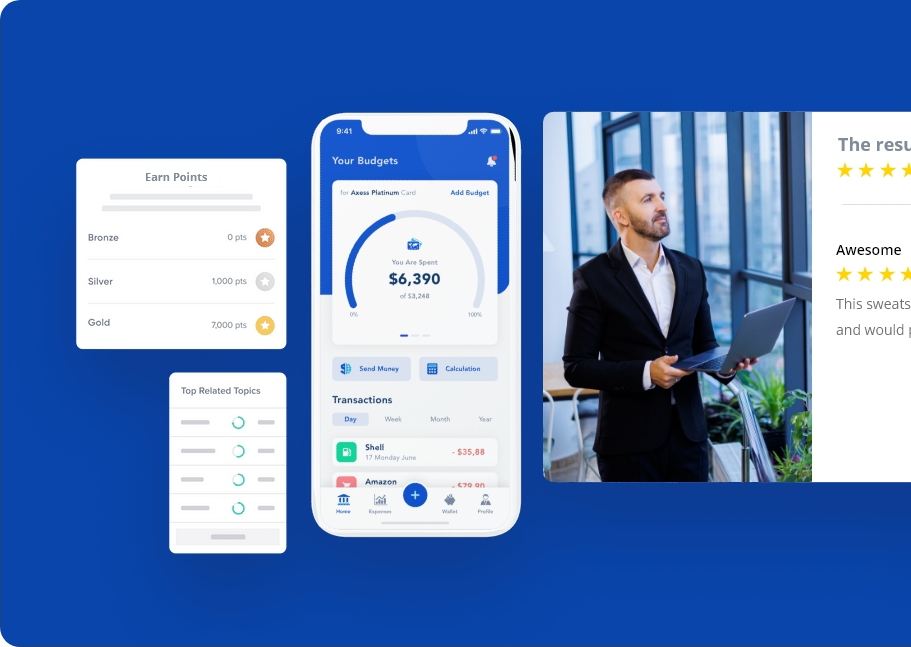 Earn Points
Bronze 0 pts
Silver 1,000 pts
Gold 7,000 pts
Top Related Topics
9:41
Your Budgets
for Axess Platinum Card Add Budget
You Are Spent
$6,390
of $3,248
0% 100%
Send Money Calculation
Transactions
Day Week Month Year
Shell
17 Monday June - $35,88
Amazon - $79,90
Home Expenses Wallet Profile
The resu
Awesome
This sweats
and would p